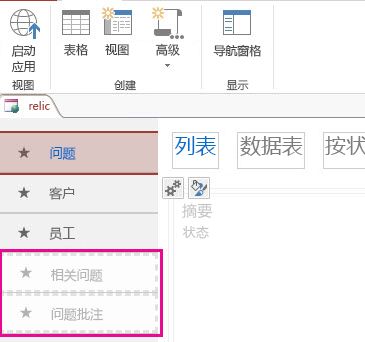 启动
应用
表格
视图
高级
导航窗格
视图
创建
显示
relic
问题
列表
数据表
按状
客户
摘要
员工
状态
相关问题
问题批注